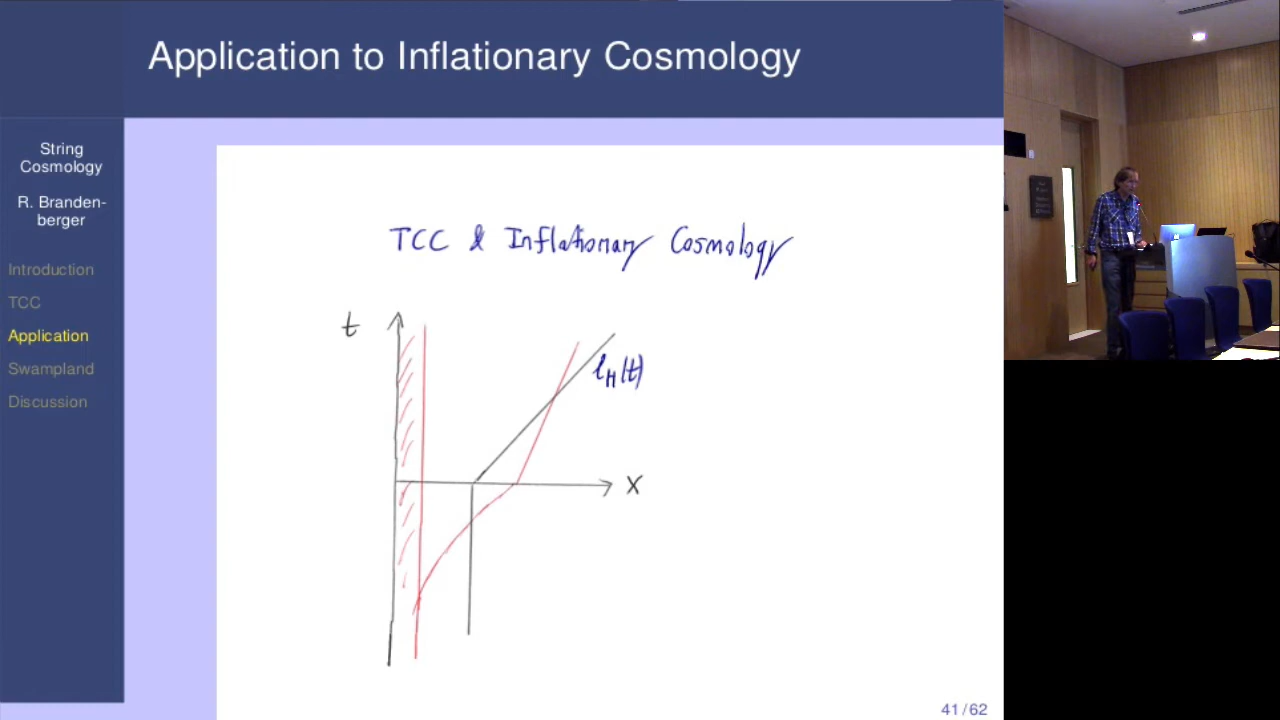 Application to Inflationary Cosmology
String
Cosmology
R. Branden-
berger
Introduction
TCC
Application
Swampland
Discussion
TCC & Inflationary Cosmology
t
l_H(t)
x
41/62